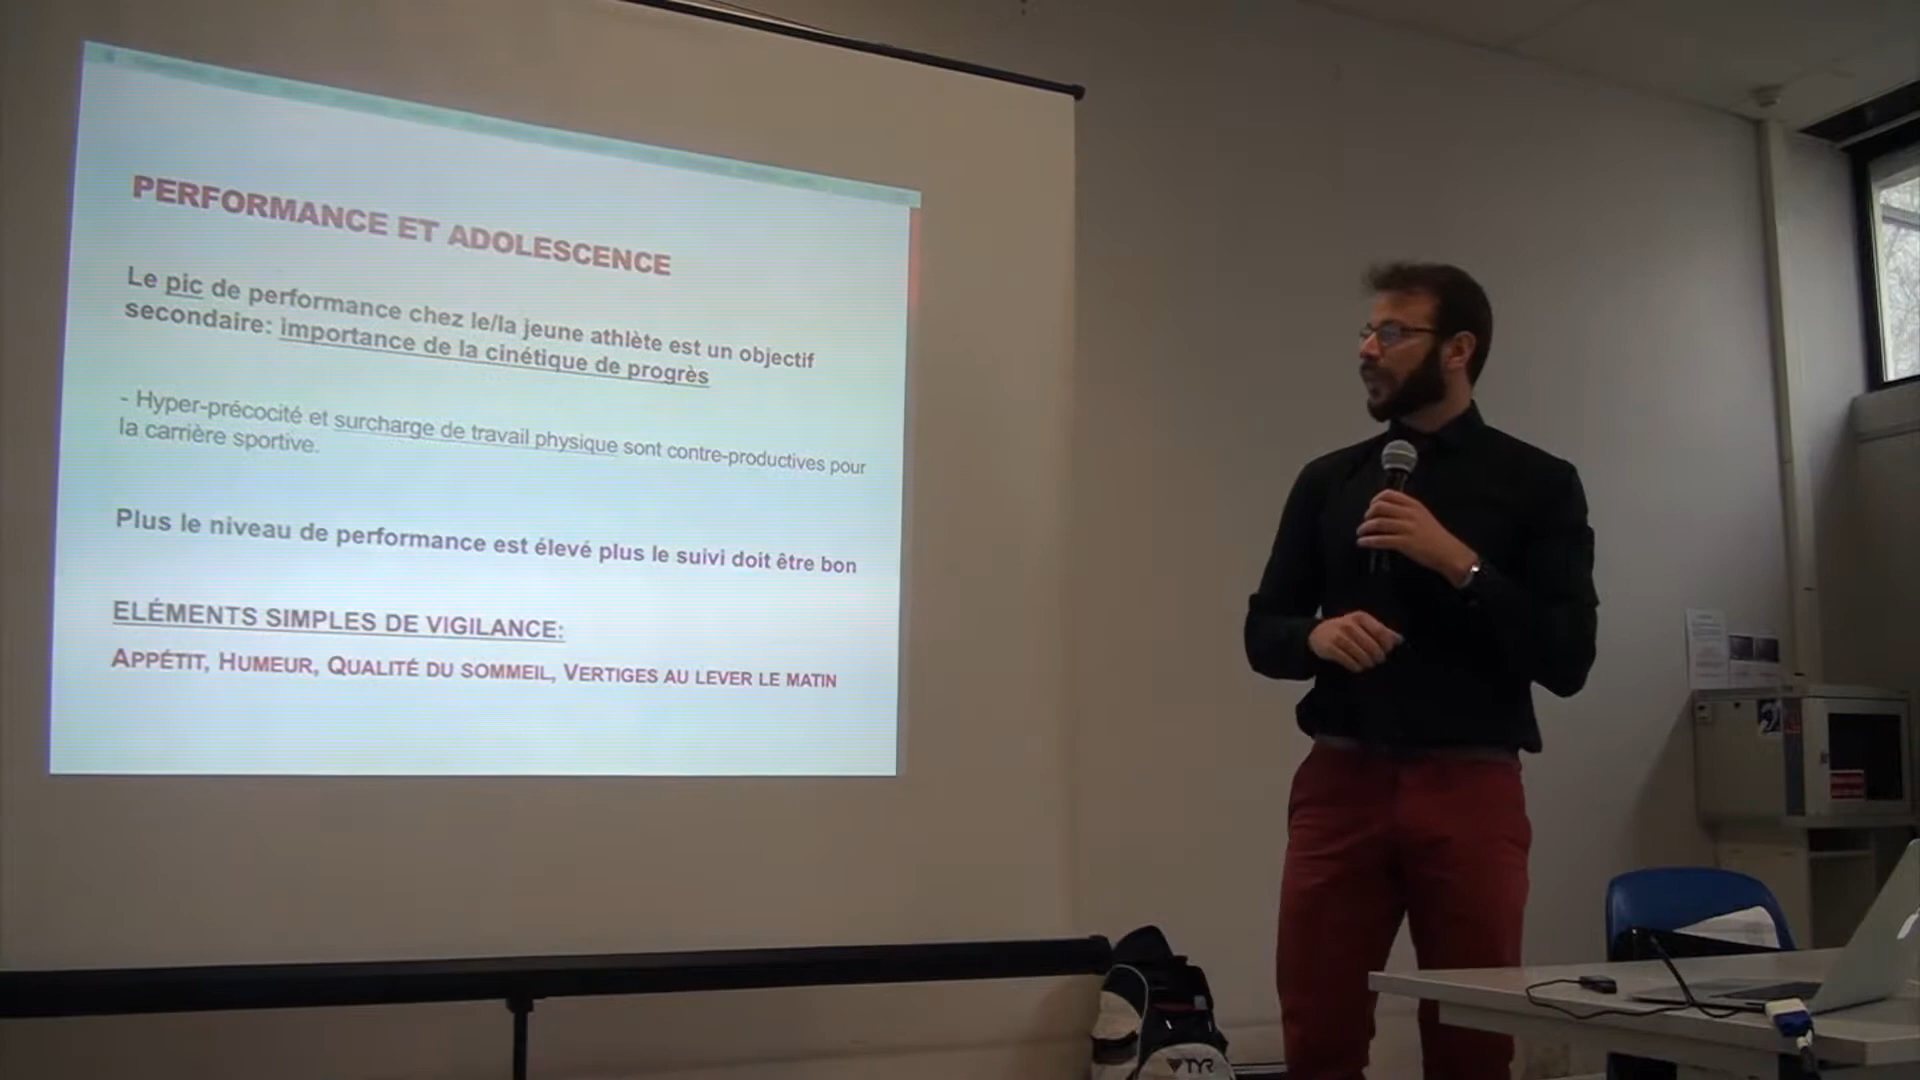 PERFORMANCE ET ADOLESCENCE
Le pic de performance chez le/la jeune athlète est un objectif
secondaire: importance de la cinétique de progrès
- Hyper-précocité et surcharge de travail physique sont contre-productives pour
la carrière sportive.
Plus le niveau de performance est élevé plus le suivi doit être bon
ELÉMENTS SIMPLES DE VIGILANCE:
APPÉTIT, HUMEUR, QUALITÉ DU SOMMEIL, VERTIGES AU LEVER LE MATIN
TYR